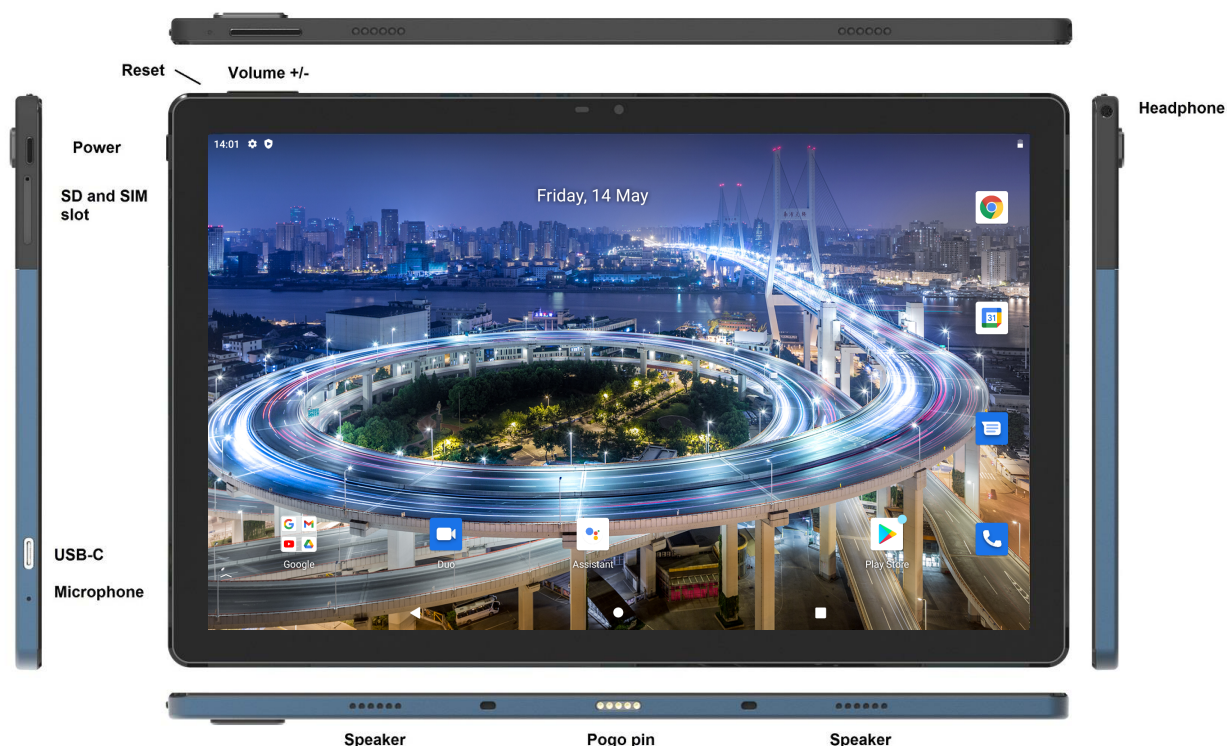 Reset
Volume +/-
Headphone
Power
SD and SIM
slot
14:01
Friday, 14 May
31
G M
Google
Duo
Assistant
Play Store
USB-C
Microphone
Speaker
Pogo pin
Speaker